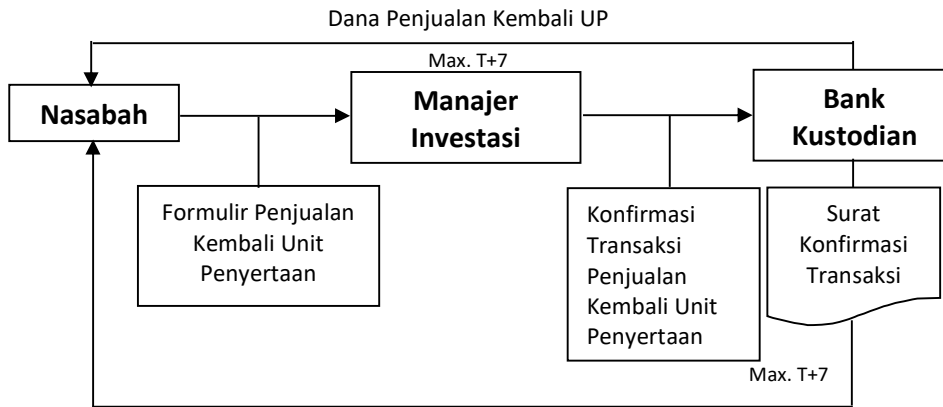 Dana Penjualan Kembali UP
Max. T+7
Nasabah
Manajer
Investasi
Bank
Kustodian
Formulir Penjualan
Kembali Unit
Penyertaan
Konfirmasi
Transaksi
Penjualan
Kembali Unit
Penyertaan
Surat
Konfirmasi
Transaksi
Max. T+7